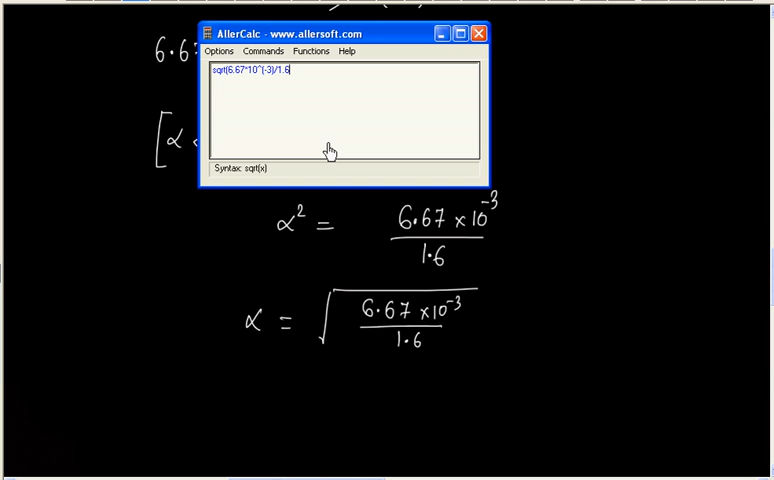 AllerCalc - www.allersoft.com
Options Commands Functions Help
sqrt(6.67*10^(-3)/1.6
Syntax: sqrt(x)
6.6
[α
α² = 6.67 × 10⁻³ / 1.6
α = √(6.67 × 10⁻³ / 1.6)